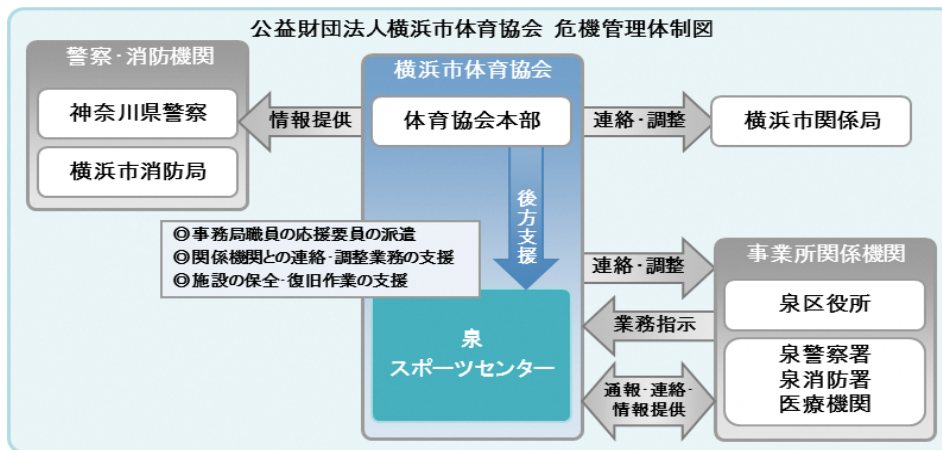 公益財団法人横浜市体育協会 危機管理体制図
警察・消防機関
神奈川県警察
横浜市消防局
情報提供
横浜市体育協会
体育協会本部
連絡・調整
横浜市関係局
後方支援
◎事務局職員の応援要員の派遣
◎関係機関との連絡・調整業務の支援
◎施設の保全・復旧作業の支援
泉
スポーツセンター
連絡・調整
業務指示
通報・連絡・
情報提供
事業所関係機関
泉区役所
泉警察署
泉消防署
医療機関